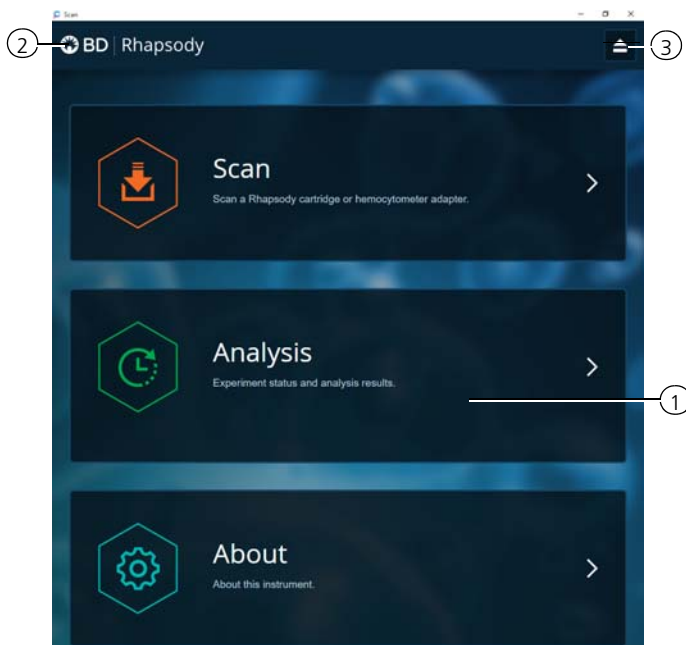 Scan
2
BD Rhapsody
3
Scan
Scan a Rhapsody cartridge or hemocytometer adapter.
Analysis
Experiment status and analysis results.
1
About
About this instrument.